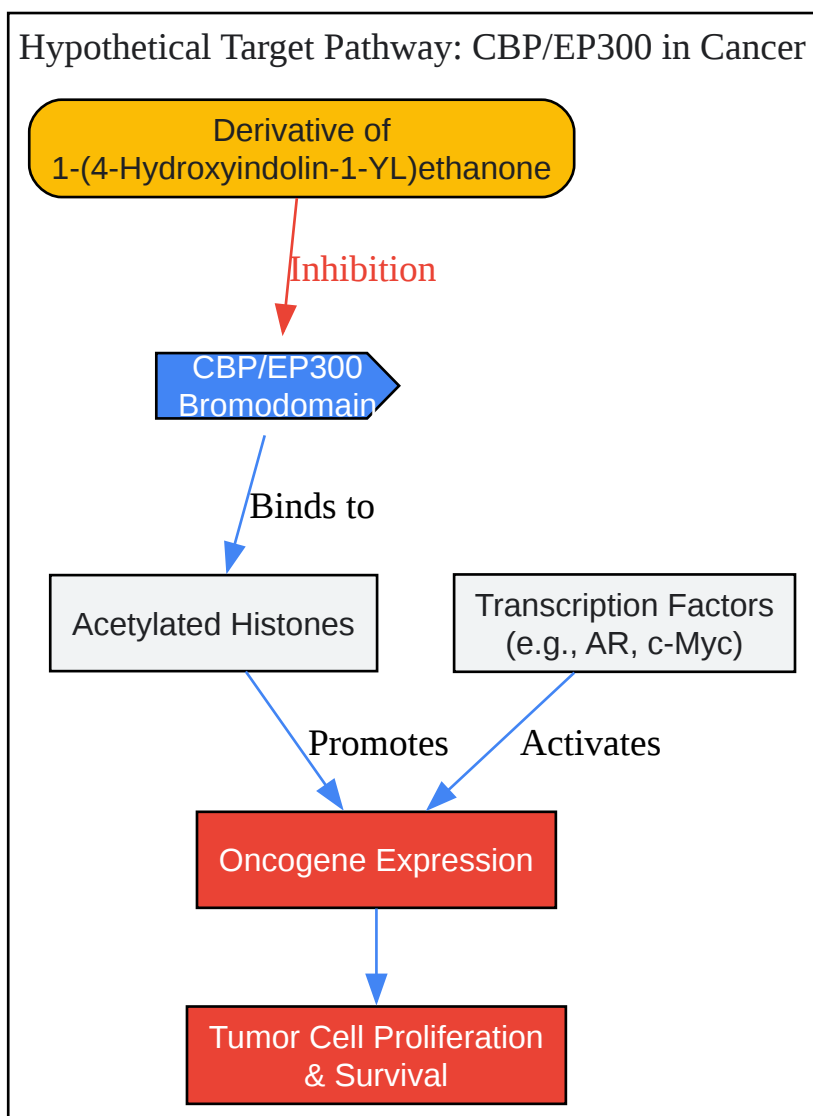 Hypothetical Target Pathway: CBP/EP300 in Cancer
Derivative of
1-(4-Hydroxyindolin-1-YL)ethanone
Inhibition
CBP/EP300
Bromodomain
Binds to
Acetylated Histones
Transcription Factors
(e.g., AR, c-Myc)
Promotes
Activates
Oncogene Expression
Tumor Cell Proliferation
& Survival